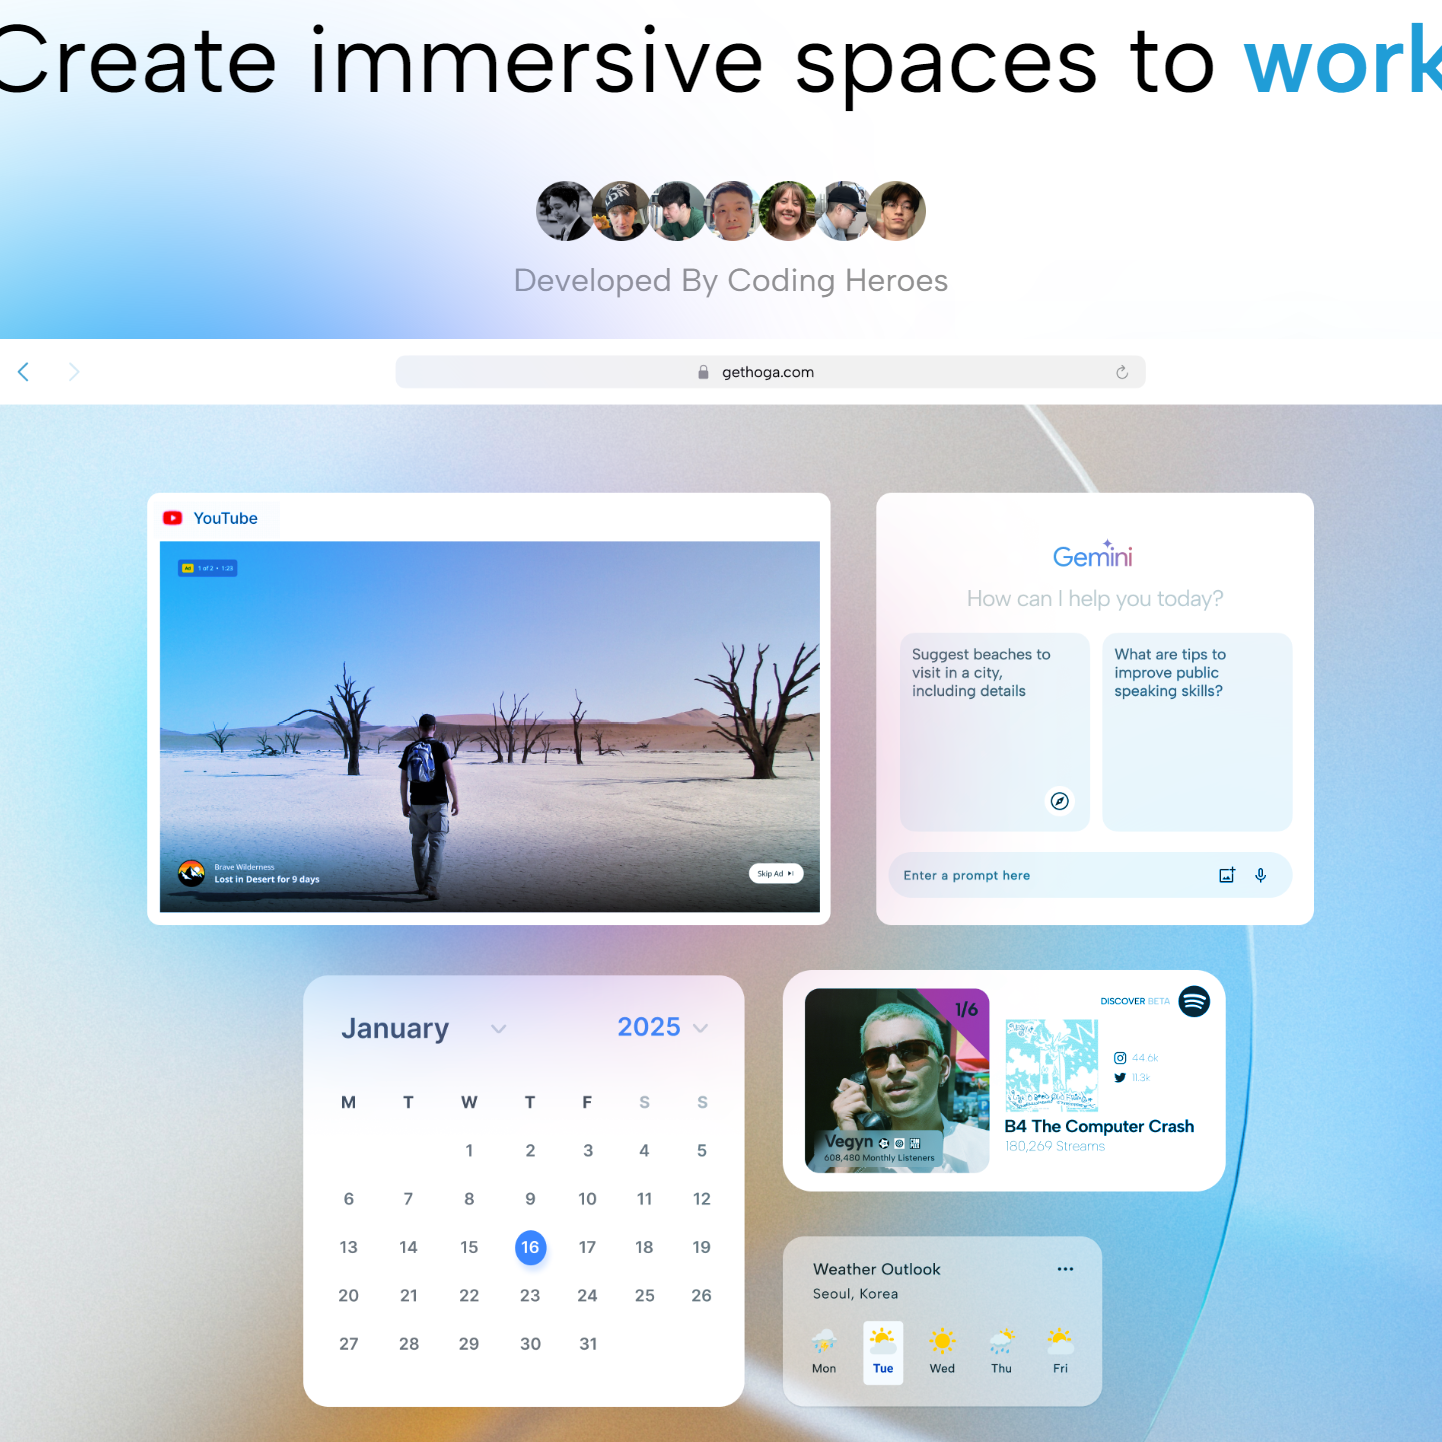 Create immersive spaces to work
Developed By Coding Heroes
gethoga.com
YouTube
Ad 1 of 2 • 1:23
Brave Wilderness
Lost in Desert for 9 days
Skip Ad
Gemini
How can I help you today?
Suggest beaches to
visit in a city,
including details
What are tips to
improve public
speaking skills?
Enter a prompt here
January 2025
M T W T F S S
1 2 3 4 5
6 7 8 9 10 11 12
13 14 15 16 17 18 19
20 21 22 23 24 25 26
27 28 29 30 31
1/6
Vegyn
608,480 Monthly Listeners
DISCOVER BETA
44.6k
11.3k
B4 The Computer Crash
180,269 Streams
Weather Outlook
Seoul, Korea
Mon Tue Wed Thu Fri